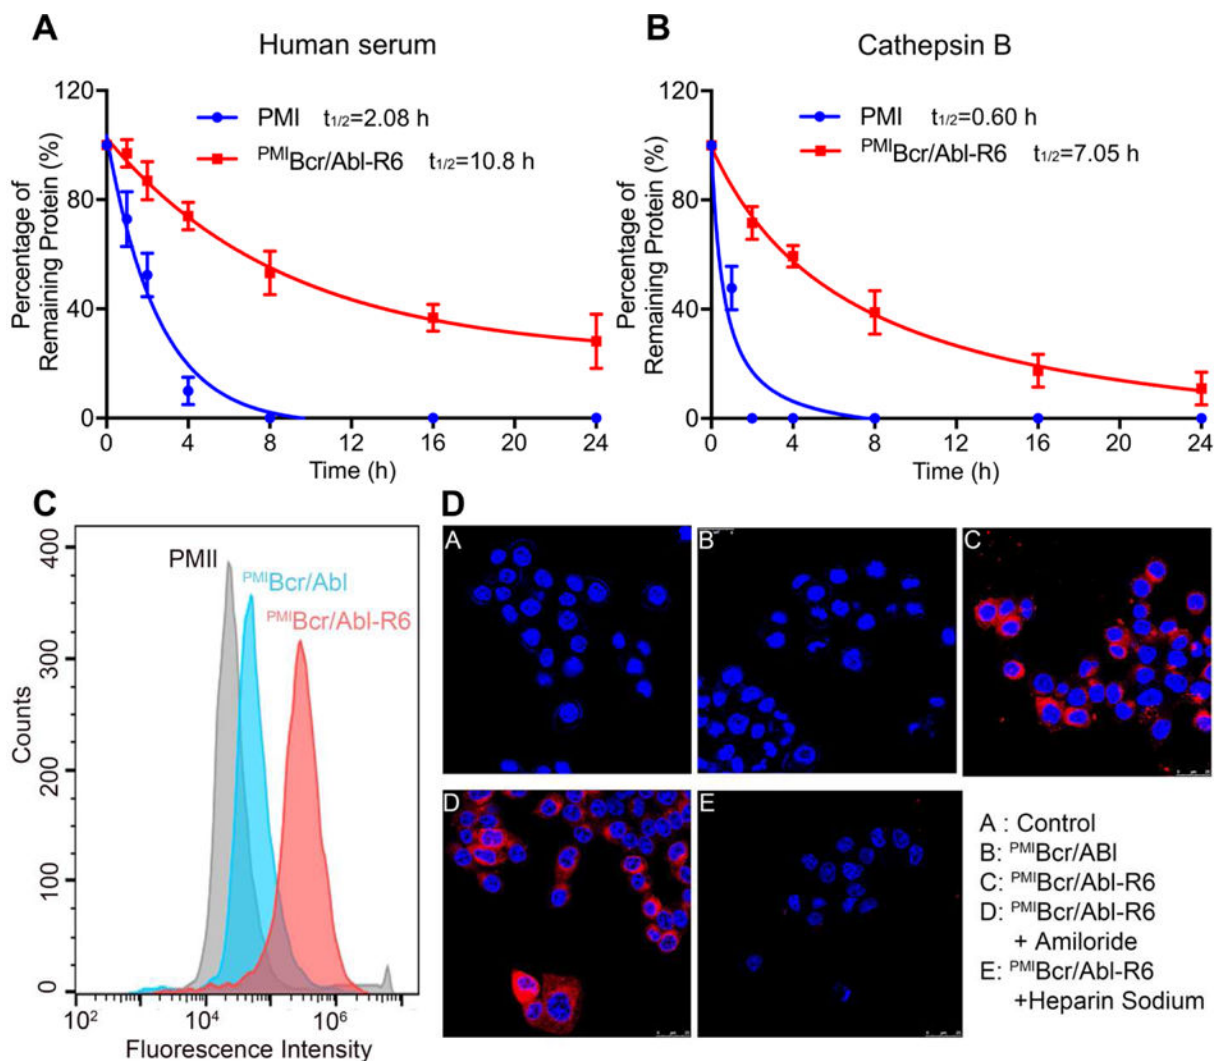 A
Human serum
120
80
40
0
Percentage of
Remaining Protein (%)
PMI t1/2=2.08 h
PMIBcr/Abl-R6 t1/2=10.8 h
0 4 8 12 16 20 24
Time (h)
B
Cathepsin B
120
80
40
0
Percentage of
Remaining Protein (%)
PMI t1/2=0.60 h
PMIBcr/Abl-R6 t1/2=7.05 h
0 4 8 12 16 20 24
Time (h)
C
400
300
200
100
0
Counts
PMII
PMIBcr/Abl
PMIBcr/Abl-R6
10² 10⁴ 10⁶
Fluorescence Intensity
D
A
B
C
D
E
A : Control
B: PMIBcr/ABl
C: PMIBcr/Abl-R6
D: PMIBcr/Abl-R6
+ Amiloride
E: PMIBcr/Abl-R6
+Heparin Sodium